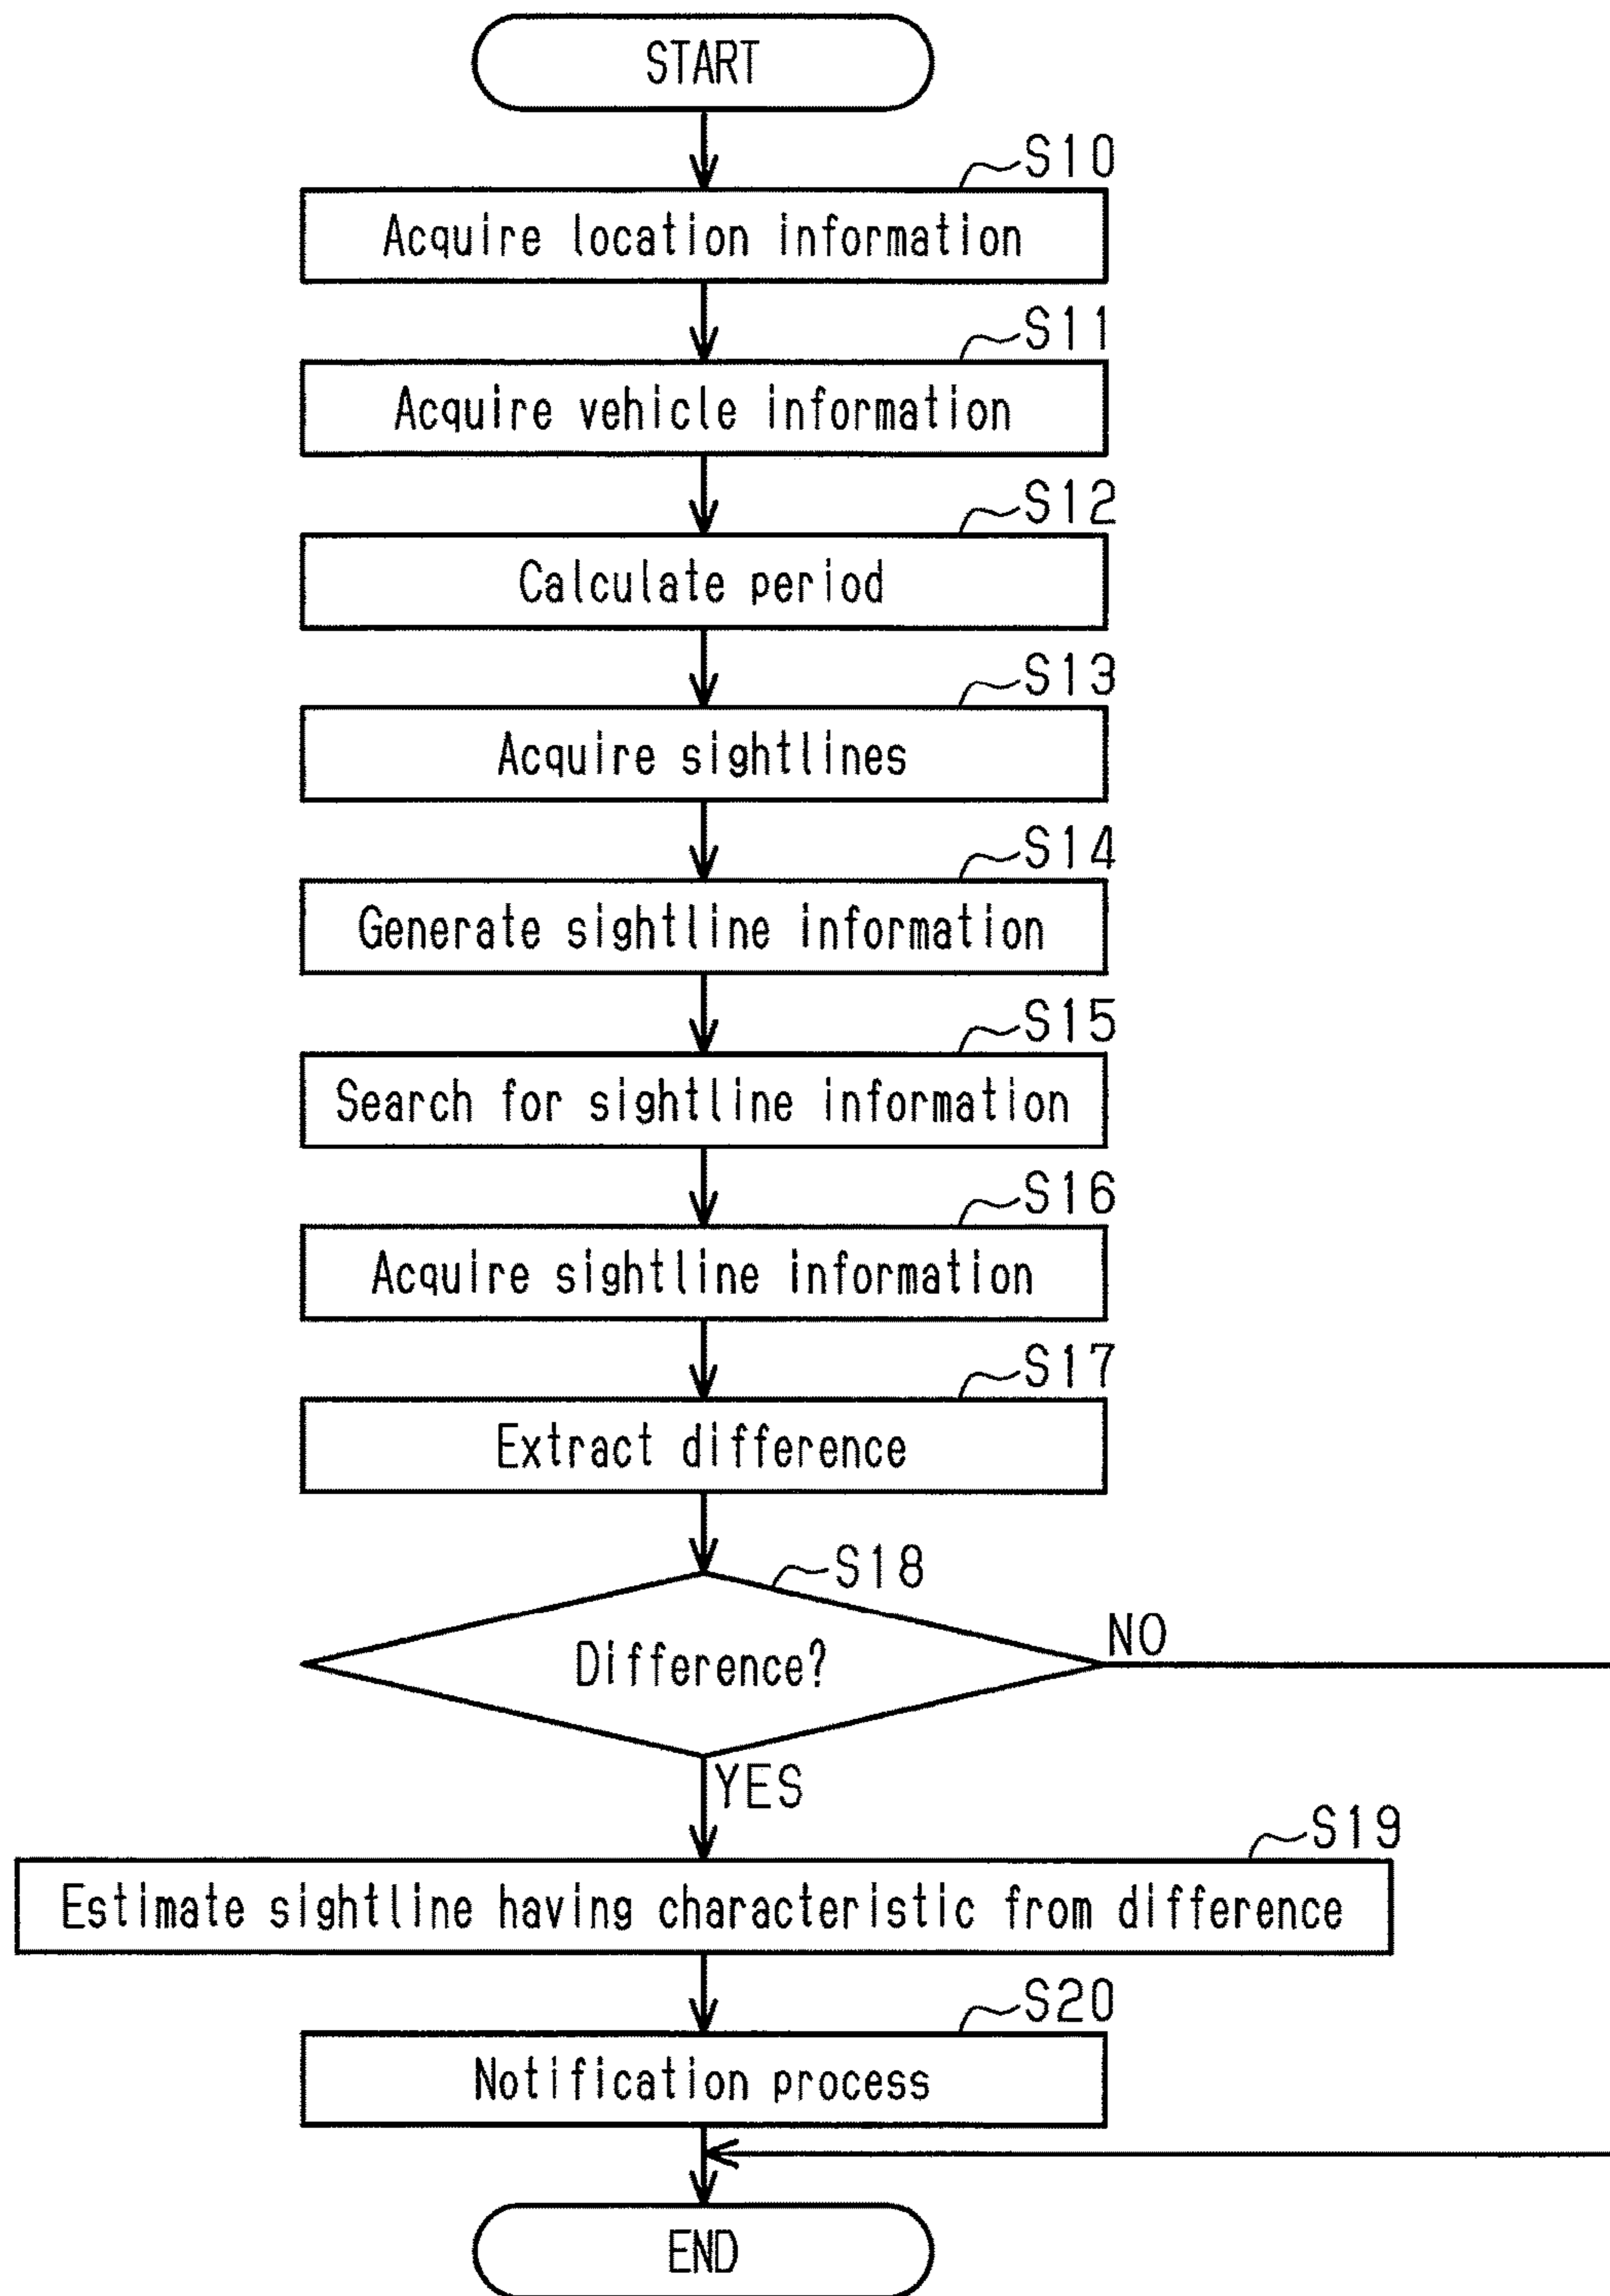 START
S10
Acquire location information
S11
Acquire vehicle information
S12
Calculate period
S13
Acquire sightlines
S14
Generate sightline information
S15
Search for sightline information
S16
Acquire sightline information
S17
Extract difference
S18
Difference?
NO
YES
S19
Estimate sightline having characteristic from difference
S20
Notification process
END